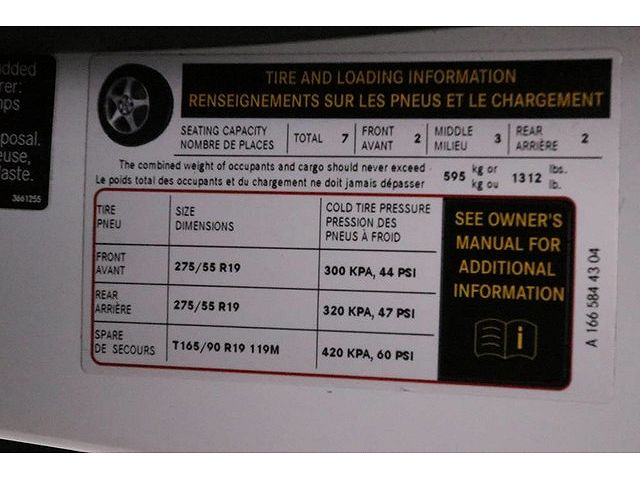 dded
rer:
mps
posal.
euse,
aste.
3661255
TIRE AND LOADING INFORMATION
RENSEIGNEMENTS SUR LES PNEUS ET LE CHARGEMENT
SEATING CAPACITY
NOMBRE DE PLACES
TOTAL 7
FRONT
AVANT 2
MIDDLE
MILIEU 3
REAR
ARRIÈRE 2
The combined weight of occupants and cargo should never exceed
Le poids total des occupants et du chargement ne doit jamais dépasser
595 kg or
kg ou
1312 lbs.
lb.
TIRE
PNEU
SIZE
DIMENSIONS
COLD TIRE PRESSURE
PRESSION DES
PNEUS À FROID
FRONT
AVANT
275/55 R19
300 KPA, 44 PSI
REAR
ARRIÈRE
275/55 R19
320 KPA, 47 PSI
SPARE
DE SECOURS
T165/90 R19 119M
420 KPA, 60 PSI
SEE OWNER'S
MANUAL FOR
ADDITIONAL
INFORMATION
i
A 166 584 43 04